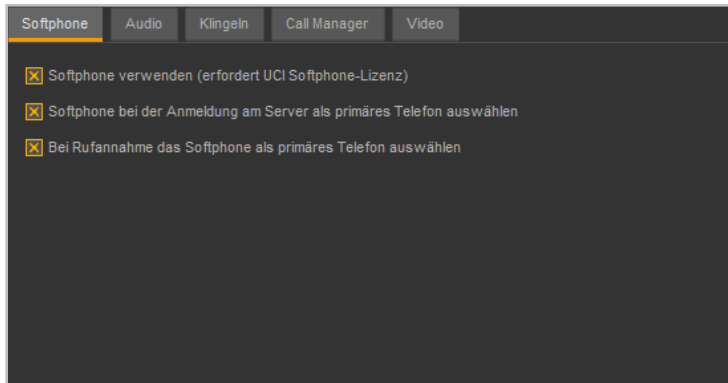 Softphone Audio Klingeln Call Manager Video
Softphone verwenden (erfordert UCI Softphone-Lizenz)
Softphone bei der Anmeldung am Server als primäres Telefon auswählen
Bei Rufannahme das Softphone als primäres Telefon auswählen